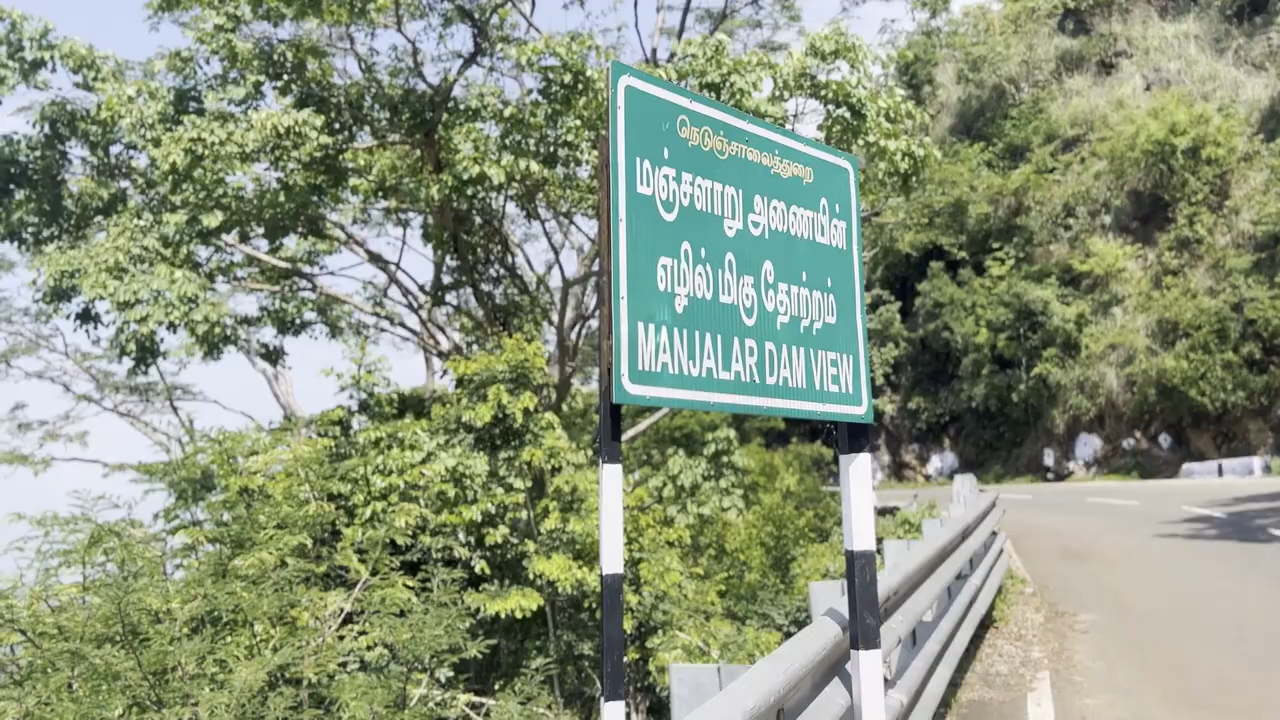 நெடுஞ்சாலைத்துறை
மஞ்சளாறு அணையின்
எழில் மிகு தோற்றம்
MANJALAR DAM VIEW